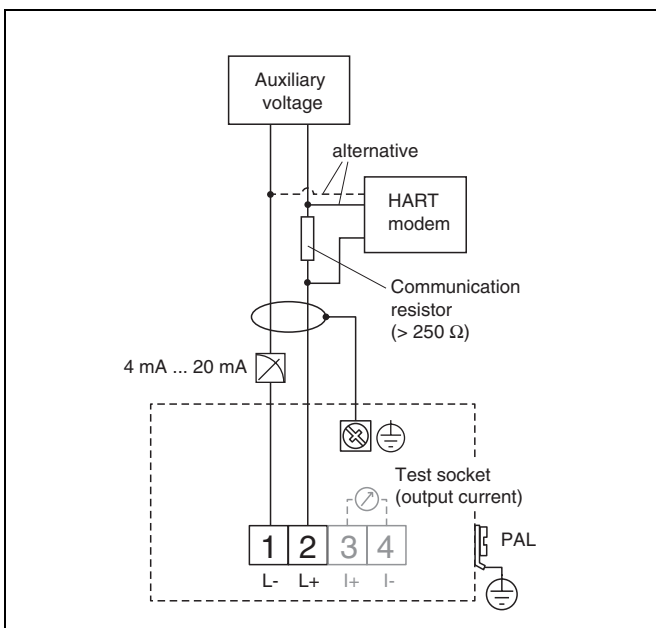 Auxiliary
voltage
alternative
HART
modem
Communication
resistor
(> 250 Ω)
4 mA ... 20 mA
Test socket
(output current)
1 2 3 4
L- L+ I+ I-
PAL